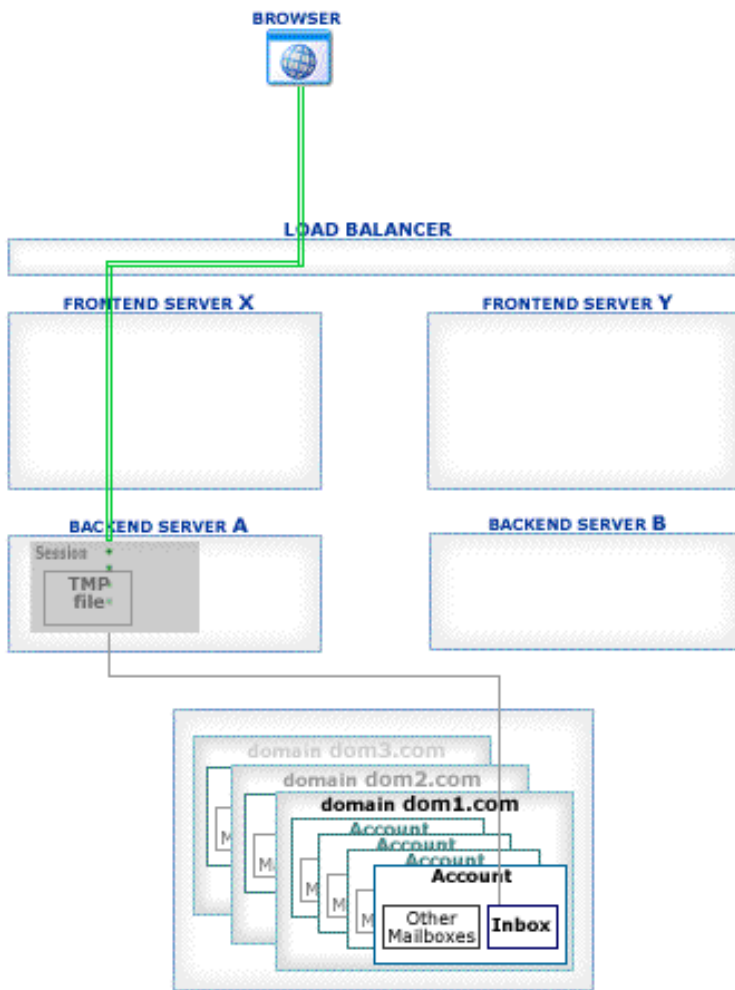 BROWSER
LOAD BALANCER
FRONTEND SERVER X
FRONTEND SERVER Y
BACKEND SERVER A
BACKEND SERVER B
Session
TMP
file
domain dom3.com
domain dom2.com
domain dom1.com
Account
Account
Account
Account
M
Ma
M
M
M
Other
Mailboxes
Inbox